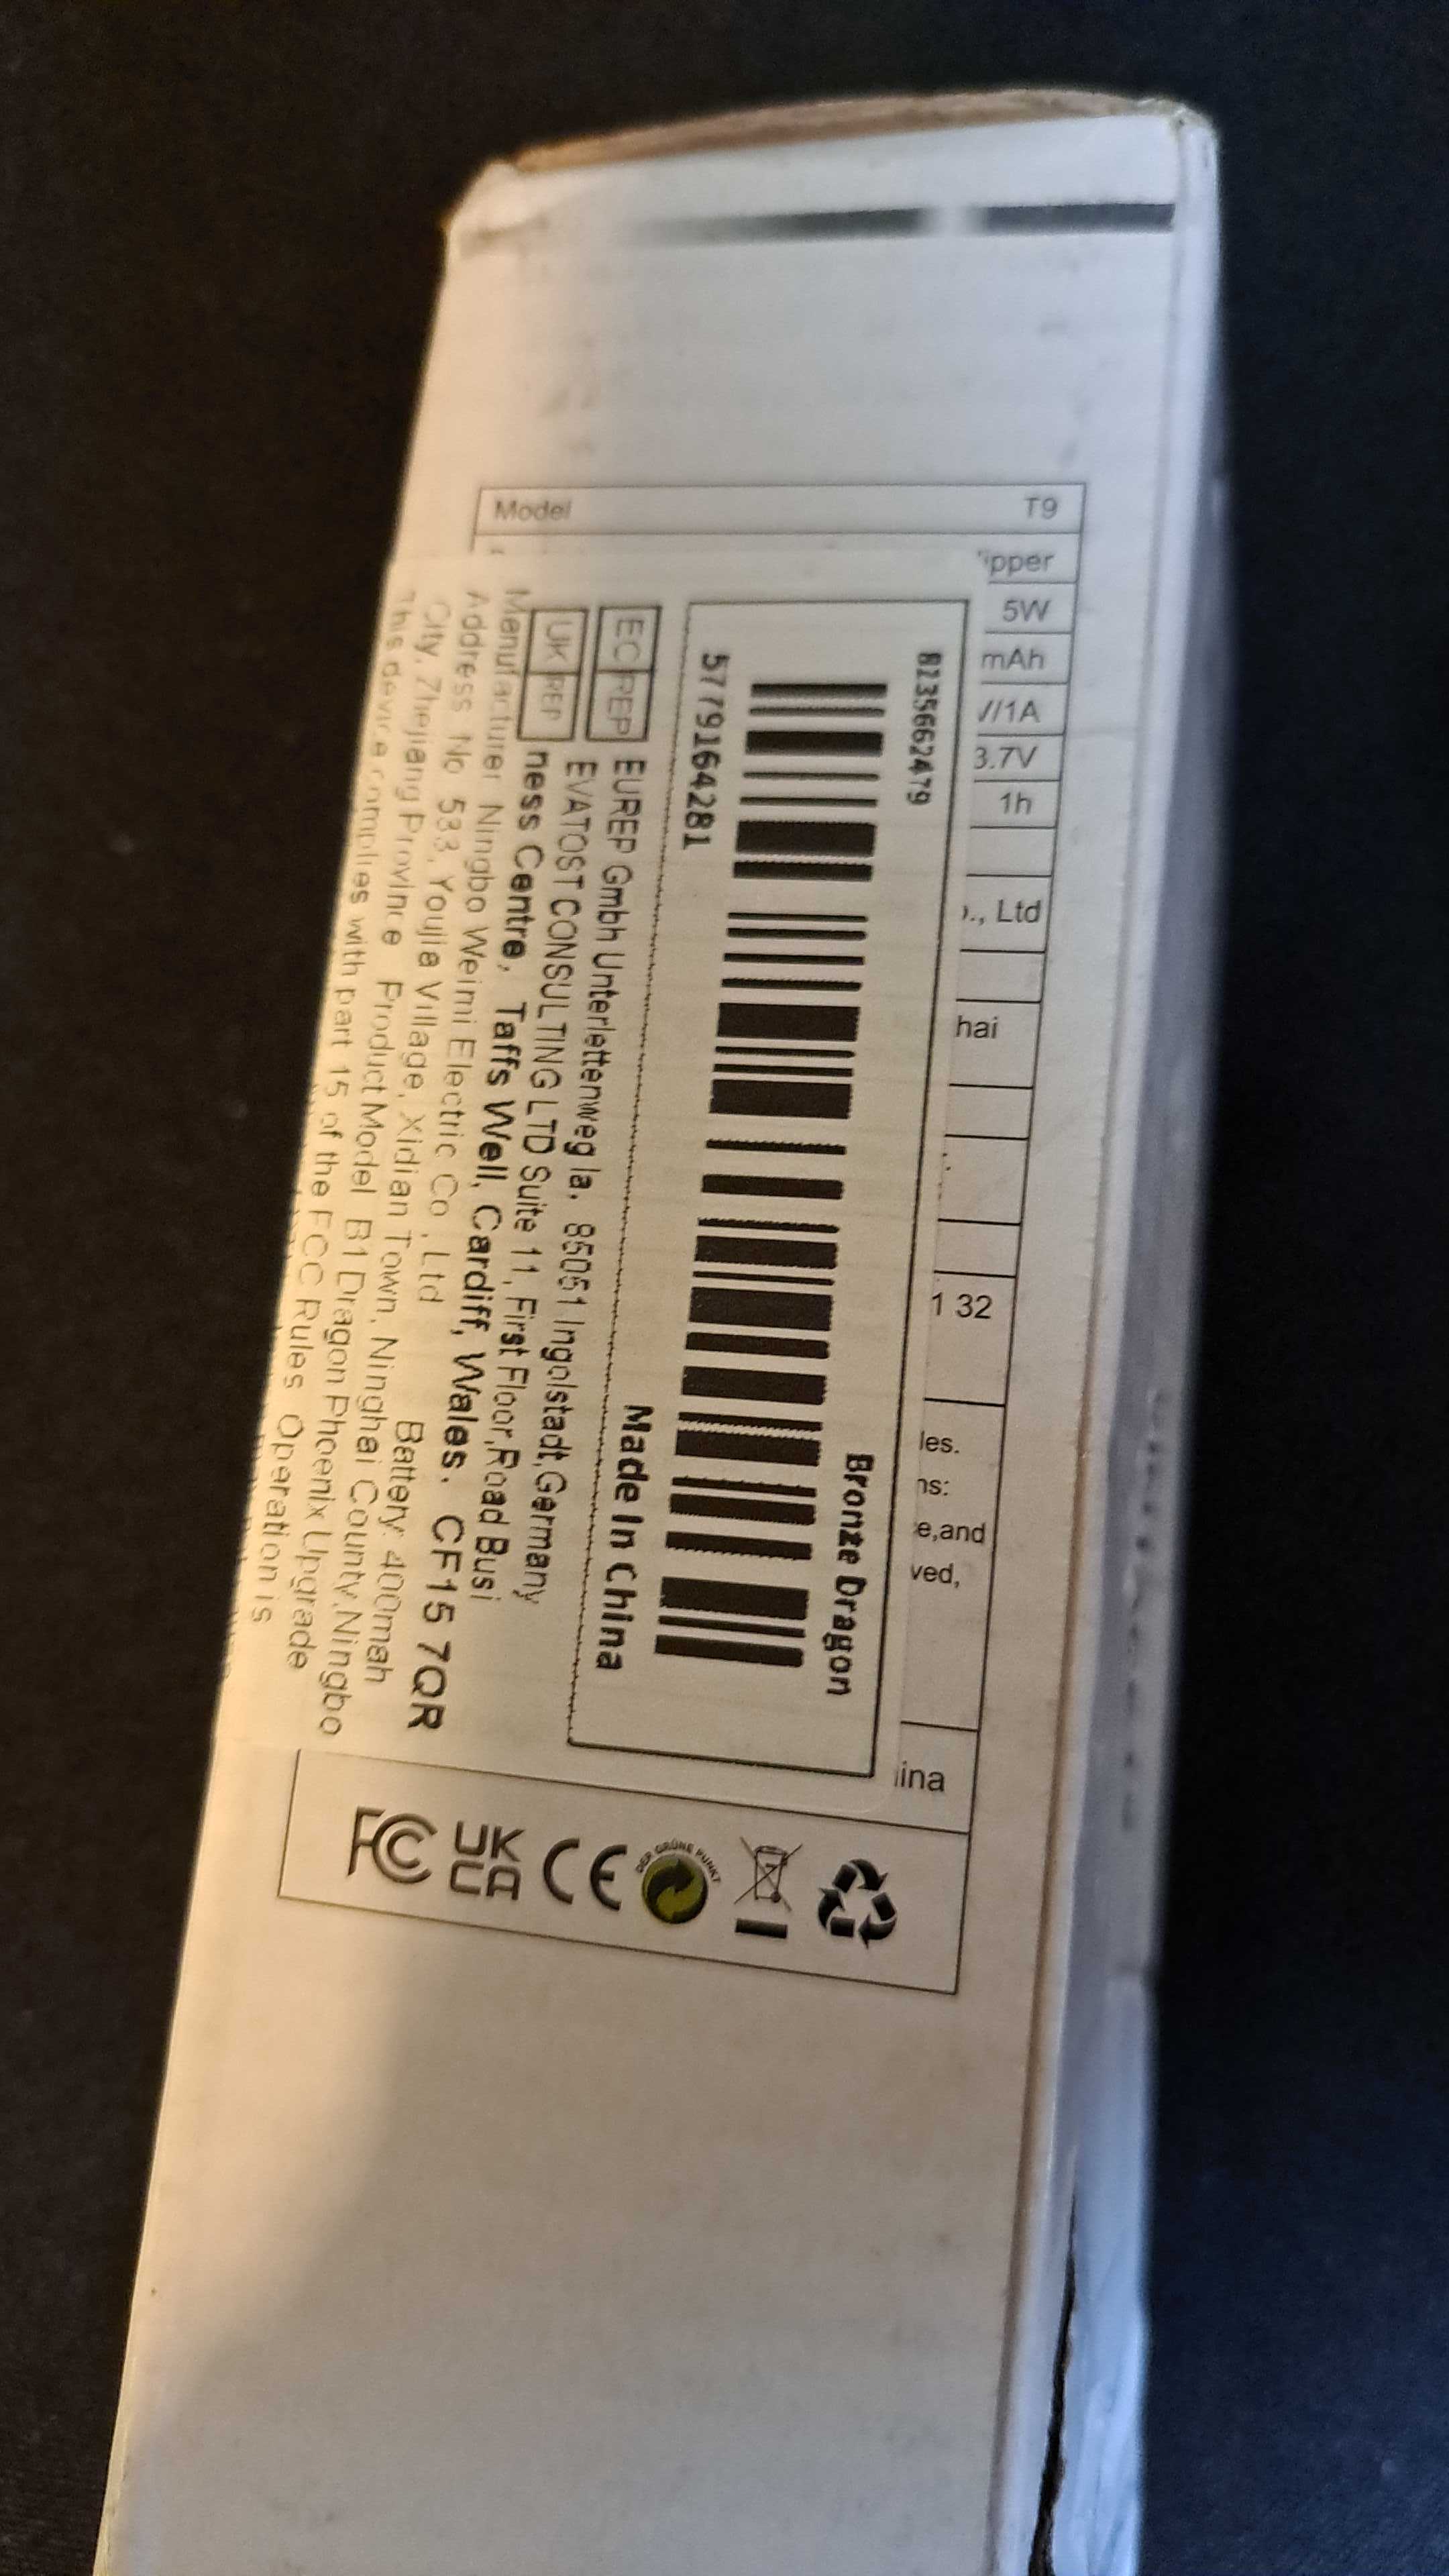 Model T9
ipper
5W
mAh
V/1A
3.7V
1h
., Ltd
hai
1 32
les.
ns:
e,and
ved,
ina
8235662479
Bronze Dragon
5779164281
Made In China
EC REP EUREP Gmbh Unterlettenweg 1a, 85051 Ingolstadt,Germany
UK REP EVATOST CONSULTING LTD Suite 11, First Floor,Road Busi
ness Centre, Taffs Well, Cardiff, Wales. CF15 7QR
Manufacturer Ningbo Weimi Electric Co , Ltd Battery: 400mah
Address No 533, Youjia Village, Xidian Town, Ninghai County,Ningbo
City, Zhejiang Province Product Model B1 Dragon Phoenix Upgrade
This device complies with part 15 of the FCC Rules Operation is
FC
UK
CA
CE
DER GRÜNE PUNKT